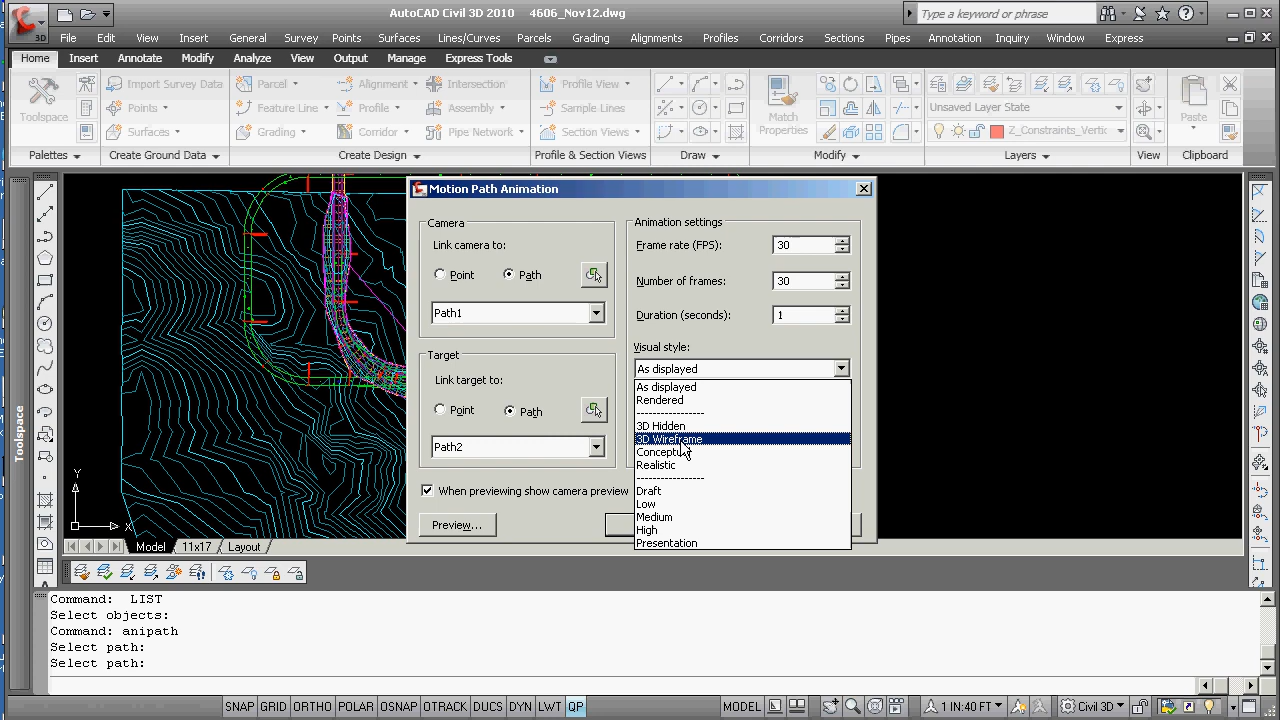 AutoCAD Civil 3D 2010 4606_Nov12.dwg
Type a keyword or phrase
3D
File Edit View Insert General Survey Points Surfaces Lines/Curves Parcels Grading Alignments Profiles Corridors Sections Pipes Annotation Inquiry Window Express
Home Insert Annotate Modify Analyze View Output Manage Express Tools
Toolspace
Import Survey Data
Points
Surfaces
Parcel
Feature Line
Grading
Alignment
Profile
Corridor
Intersection
Assembly
Pipe Network
Profile View
Sample Lines
Section Views
Match Properties
Unsaved Layer State
Z_Constraints_Vertic
Paste
Palettes Create Ground Data Create Design Profile & Section Views Draw Modify Layers View Clipboard
Toolspace
Motion Path Animation
Camera
Link camera to:
Point Path
Path1
Target
Link target to:
Point Path
Path2
When previewing show camera preview
Preview...
Animation settings
Frame rate (FPS): 30
Number of frames: 30
Duration (seconds): 1
Visual style:
As displayed
As displayed
Rendered
-----------------
3D Hidden
3D Wireframe
Conceptu
Realistic
-----------------
Draft
Low
Medium
High
Presentation
Y
X
Model 11x17 Layout
Command: LIST
Select objects:
Command: anipath
Select path:
Select path:
SNAP GRID ORTHO POLAR OSNAP OTRACK DUCS DYN LWT QP
MODEL
1 IN:40 FT
Civil 3D